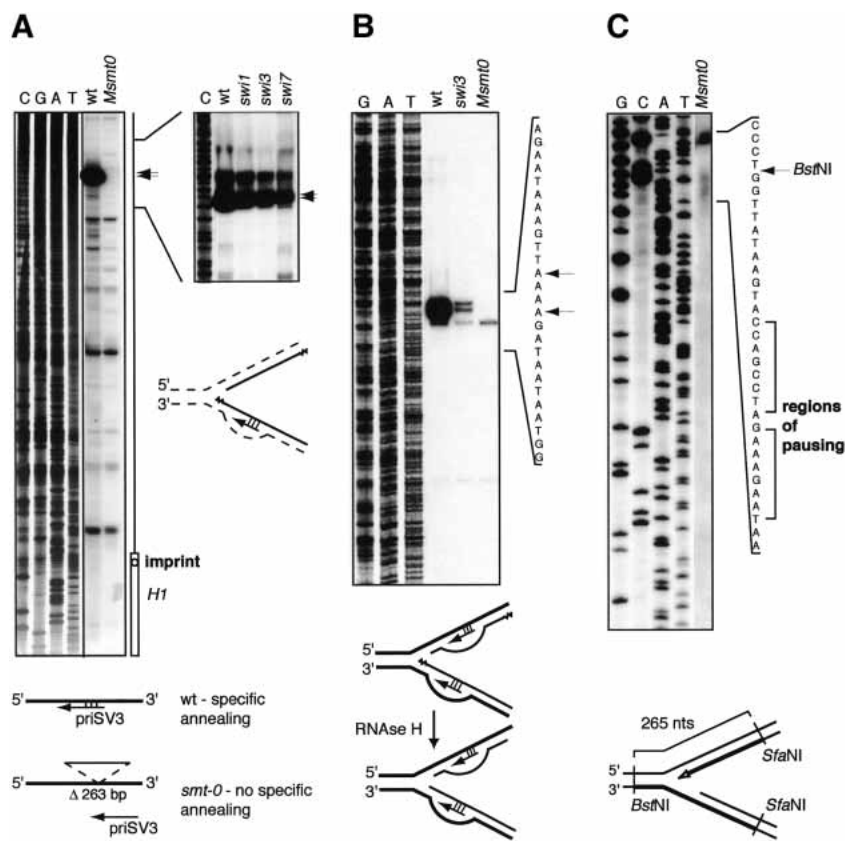 A
B
C
C G A T wt Msmt0
C wt swi1 swi3 swi7
G A T wt swi3 Msmt0
G C A T Msmt0
AGAATAAAGTTAAAAGATAATAATGG
CCCTGGTTATAAGTACCAGCCTAGAAAGAATAA
BstNI
regions
of
pausing
5'
3'
imprint
H1
5' 3'
priSV3
wt - specific
annealing
5' 3'
Δ 263 bp
priSV3
smt-0 - no specific
annealing
5'
3'
RNAse H
5'
3'
265 nts
5'
3'
BstNI
SfaNI
SfaNI